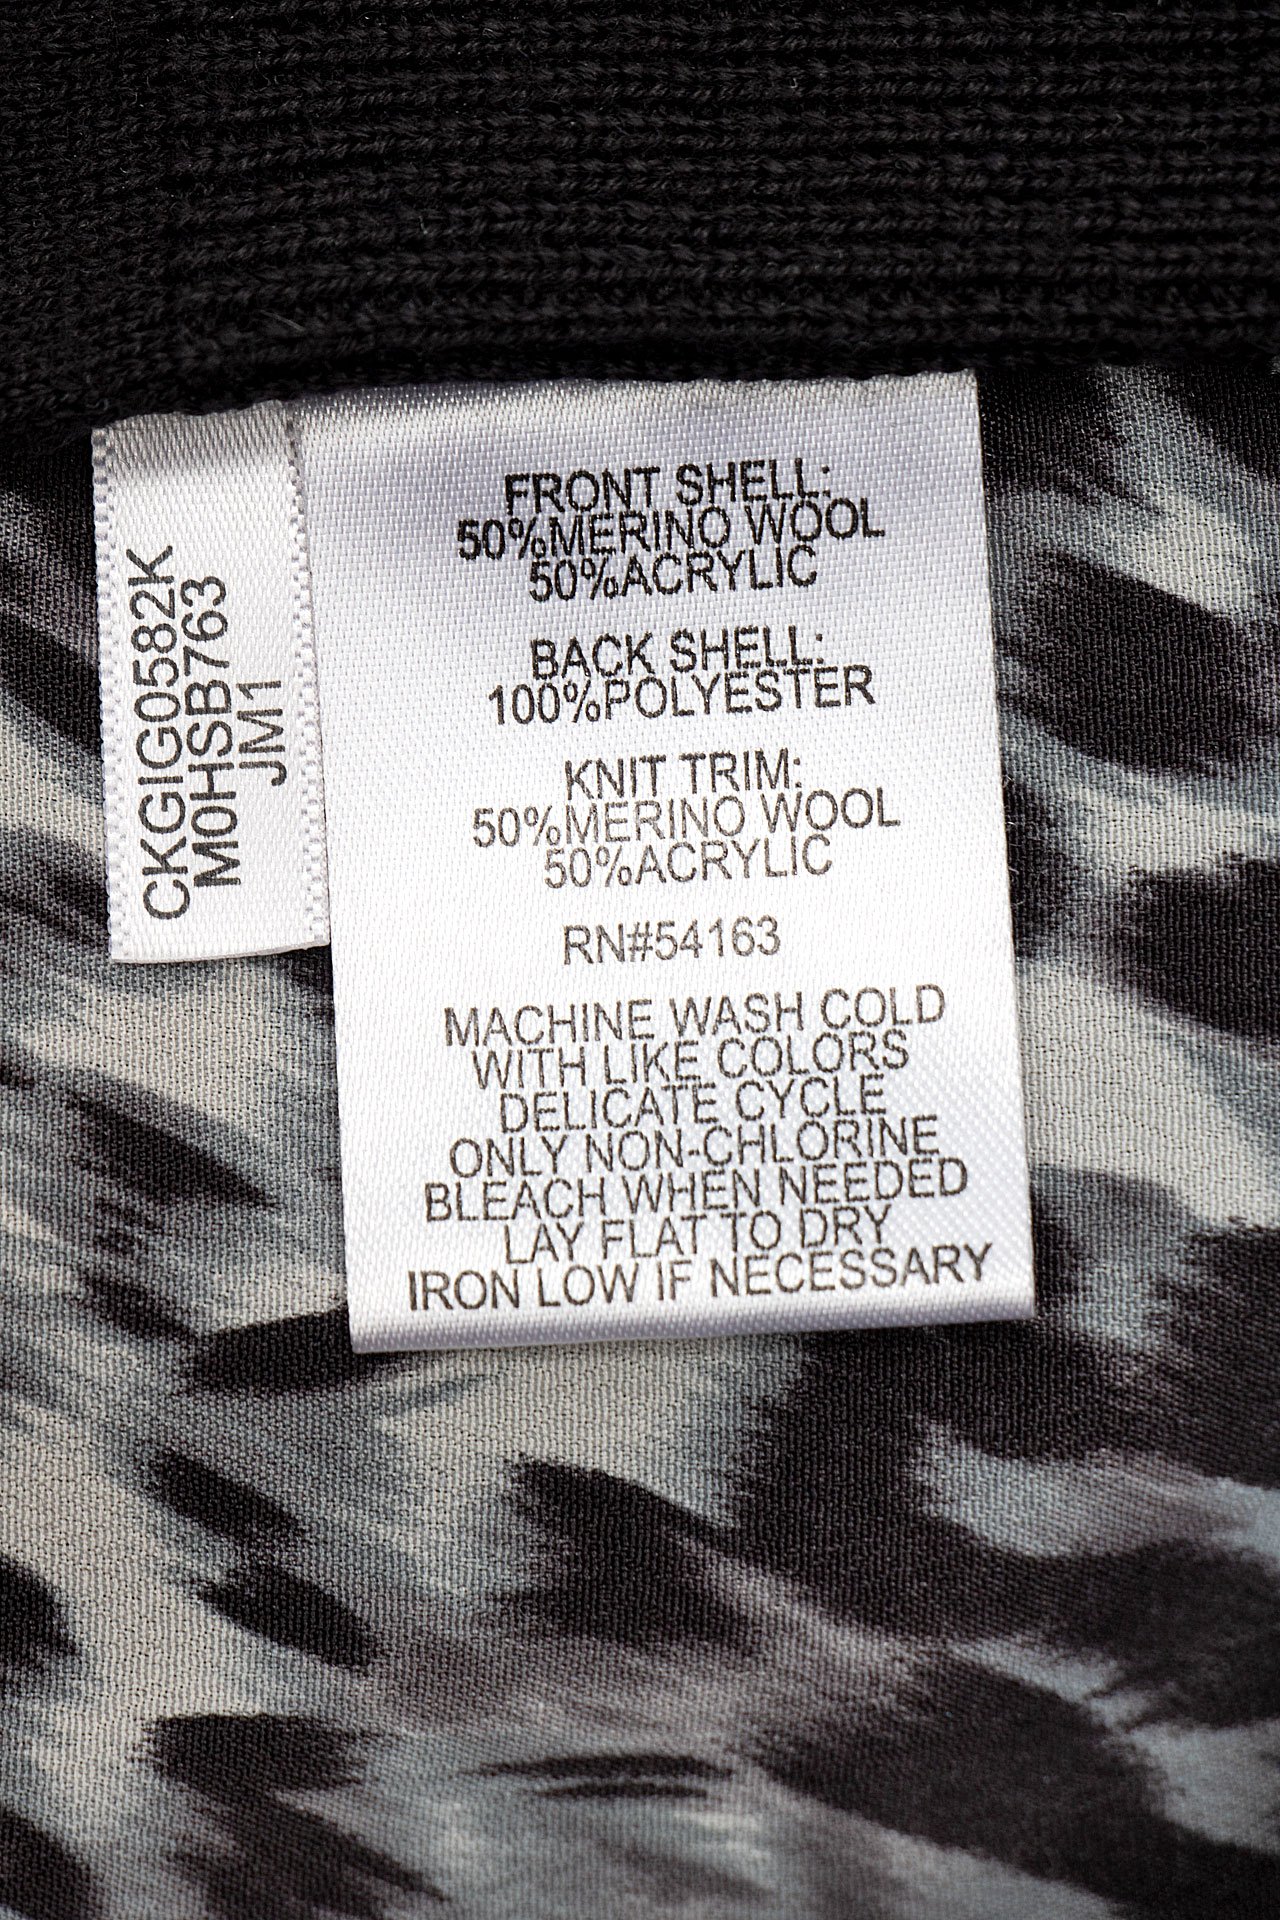 CKGIG0582K
M0HSB763
JM1
FRONT SHELL:
50%MERINO WOOL
50%ACRYLIC
BACK SHELL:
100%POLYESTER
KNIT TRIM:
50%MERINO WOOL
50%ACRYLIC
RN#54163
MACHINE WASH COLD
WITH LIKE COLORS
DELICATE CYCLE
ONLY NON-CHLORINE
BLEACH WHEN NEEDED
LAY FLAT TO DRY
IRON LOW IF NECESSARY